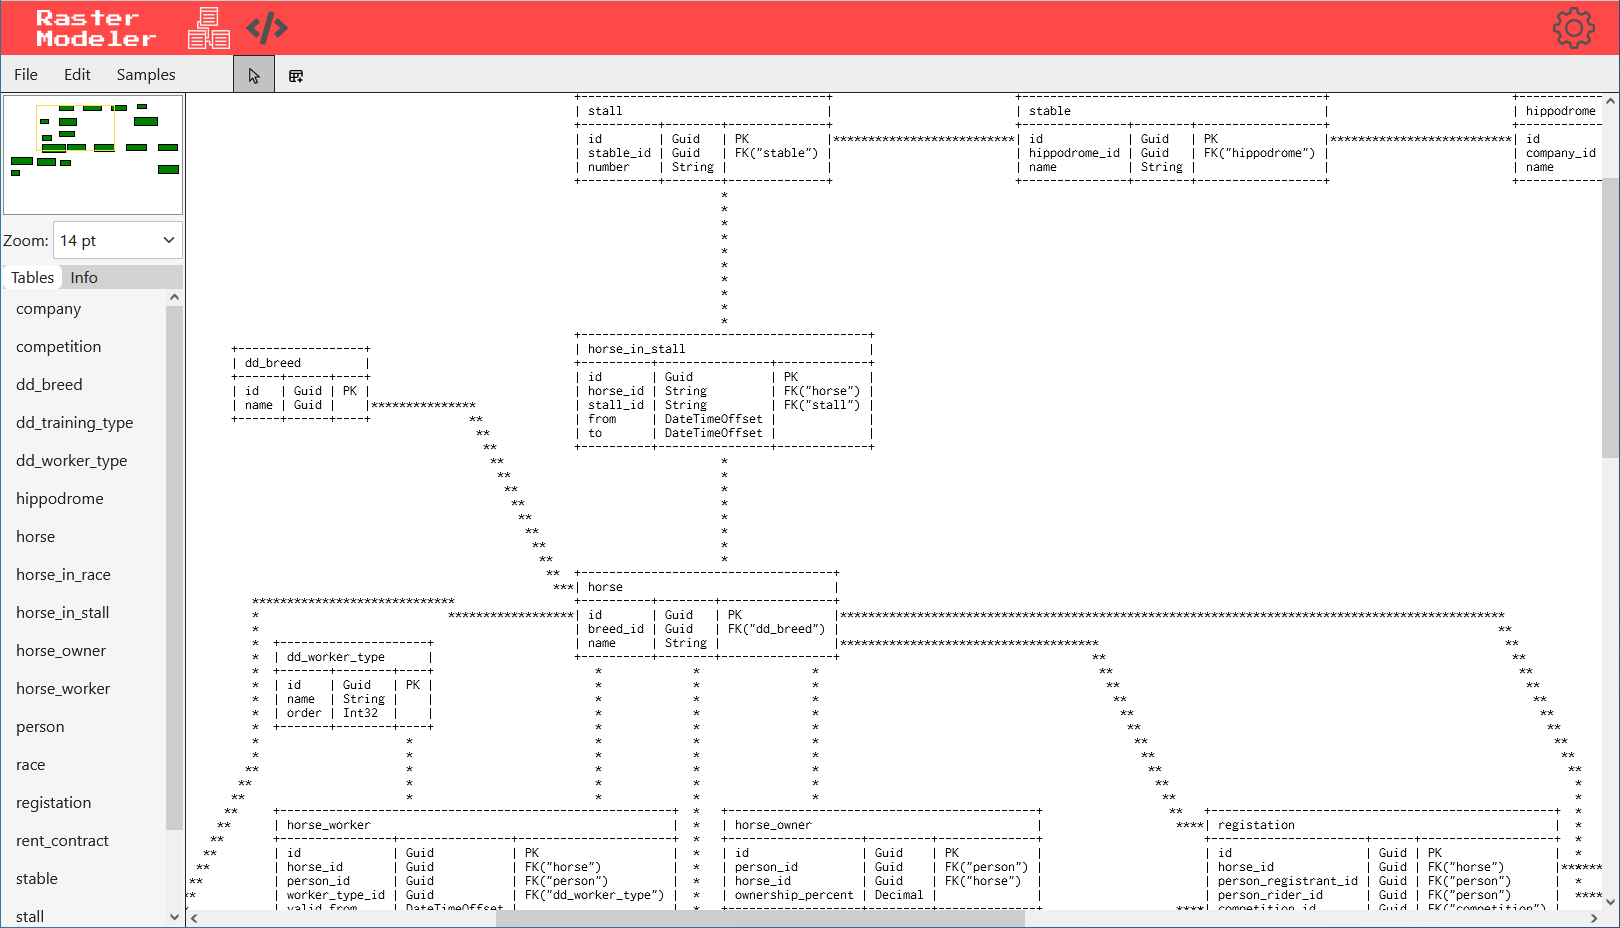 Raster
Modeler
File Edit Samples
Zoom: 14 pt
Tables Info
company
competition
dd_breed
dd_training_type
dd_worker_type
hippodrome
horse
horse_in_race
horse_in_stall
horse_owner
horse_worker
person
race
registation
rent_contract
stable
stall
stall
id | Guid | PK
stable_id | Guid | FK("stable")
number | String |
stable
id | Guid | PK
hippodrome_id | Guid | FK("hippodrome")
name | String |
hippodrome
id
company_id
name
dd_breed
id | Guid | PK
name | Guid |
horse_in_stall
id | Guid | PK
horse_id | String | FK("horse")
stall_id | String | FK("stall")
from | DateTimeOffset |
to | DateTimeOffset |
horse
id | Guid | PK
breed_id | Guid | FK("dd_breed")
name | String |
dd_worker_type
id | Guid | PK
name | String |
order | Int32 |
horse_worker
id | Guid | PK
horse_id | Guid | FK("horse")
person_id | Guid | FK("person")
worker_type_id | Guid | FK("dd_worker_type")
valid_from | DateTimeOffset |
horse_owner
id | Guid | PK
person_id | Guid | FK("person")
horse_id | Guid | FK("horse")
ownership_percent | Decimal |
registation
id | Guid | PK
horse_id | Guid | FK("horse")
person_registrant_id | Guid | FK("person")
person_rider_id | Guid | FK("person")
competition_id | Guid | FK("competition")